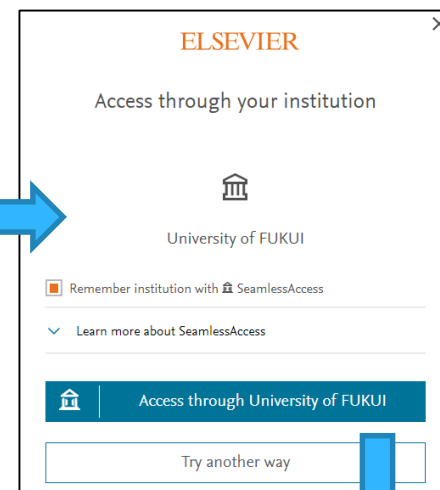 ELSEVIER
Access through your institution
University of FUKUI
Remember institution with SeamlessAccess
Learn more about SeamlessAccess
Access through University of FUKUI
Try another way